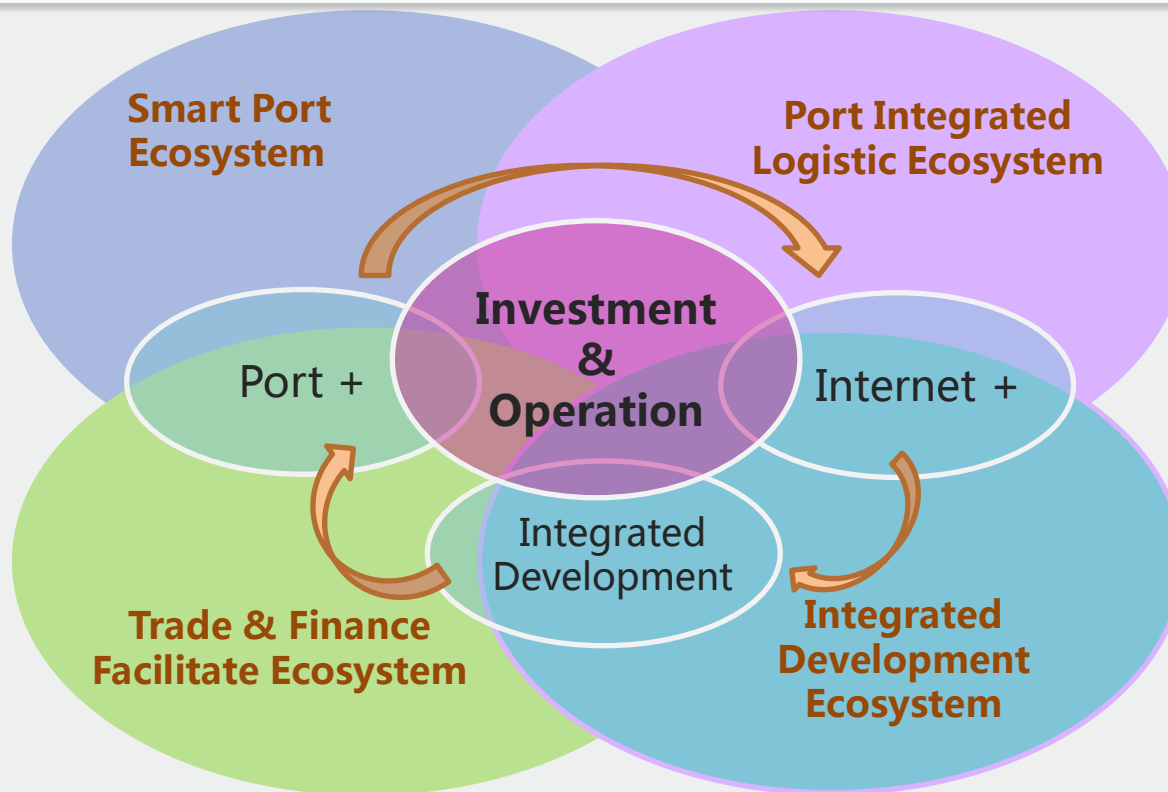 Smart Port
Ecosystem
Port Integrated
Logistic Ecosystem
Investment
&
Operation
Port +
Internet +
Integrated
Development
Trade & Finance
Facilitate Ecosystem
Integrated
Development
Ecosystem